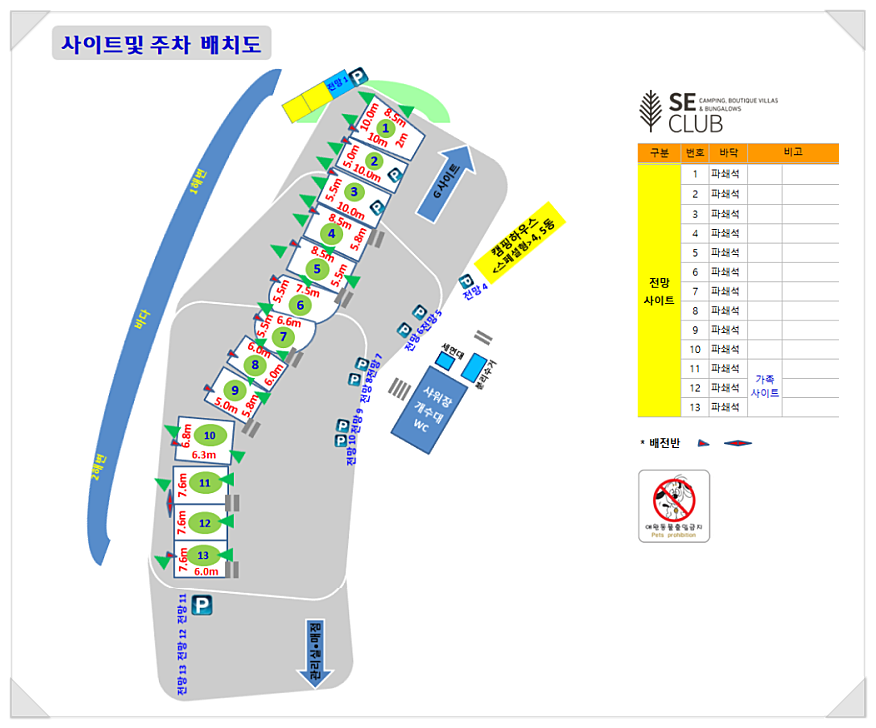 사이트및 주차 배치도
전망1
P
1해변
바다
2해변
10.0m
8.5m
1
10m
2m
5.0m
2
10.0m
P
5.5m
3
10.0m
P
8.5m
4
5.8m
8.5m
5
5.5m
5.5m
7.5m
6
6.6m
5.5m
7
6.0m
8
6.0m
9
5.0m
5.8m
6.8m
10
6.3m
7.6m
11
7.6m
12
7.6m
13
6.0m
G사이트
캠핑하우스
<스페셜형>4, 5동
P
전망 4
P
전망 5
P
전망 6
P
전망7
P
전망8
P
전망 9
P
전망10
세면대
분리수거
샤워장
개수대
WC
P
전망 11
전망 12
전망 13
관리실•매점
SE
CLUB
CAMPING, BOUTIQUE VILLAS
& BUNGALOWS
구분 번호 바닥 비고
전망
사이트
1 파쇄석
2 파쇄석
3 파쇄석
4 파쇄석
5 파쇄석
6 파쇄석
7 파쇄석
8 파쇄석
9 파쇄석
10 파쇄석
11 파쇄석
12 파쇄석
13 파쇄석
가족
사이트
* 배전반
애완동물출입금지
Pets prohibition